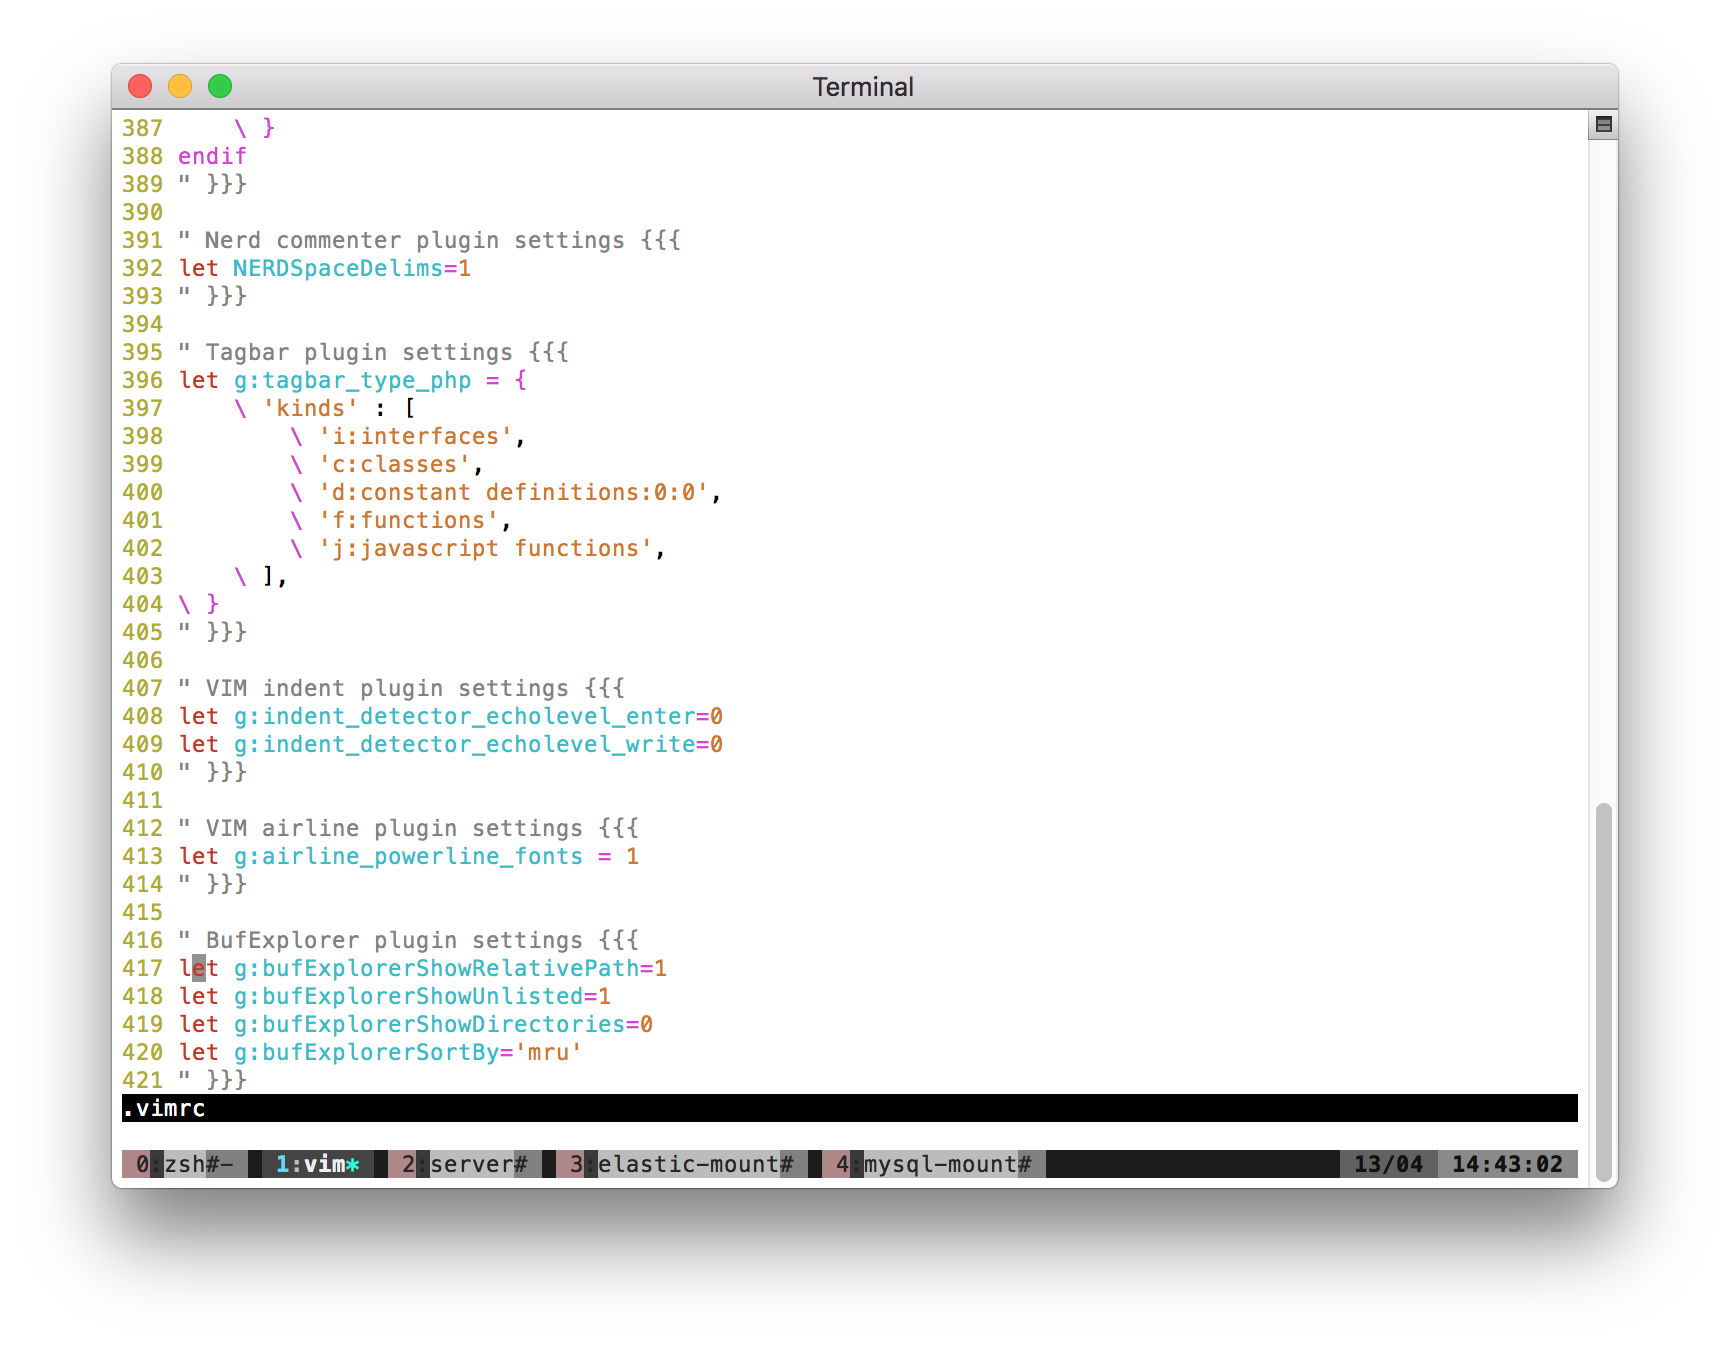 Terminal
387     \ }
388 endif
389 " }}}
390
391 " Nerd commenter plugin settings {{{
392 let NERDSpaceDelims=1
393 " }}}
394
395 " Tagbar plugin settings {{{
396 let g:tagbar_type_php = {
397     \ 'kinds' : [
398         \ 'i:interfaces',
399         \ 'c:classes',
400         \ 'd:constant definitions:0:0',
401         \ 'f:functions',
402         \ 'j:javascript functions',
403     \ ],
404 \ }
405 " }}}
406
407 " VIM indent plugin settings {{{
408 let g:indent_detector_echolevel_enter=0
409 let g:indent_detector_echolevel_write=0
410 " }}}
411
412 " VIM airline plugin settings {{{
413 let g:airline_powerline_fonts = 1
414 " }}}
415
416 " BufExplorer plugin settings {{{
417 let g:bufExplorerShowRelativePath=1
418 let g:bufExplorerShowUnlisted=1
419 let g:bufExplorerShowDirectories=0
420 let g:bufExplorerSortBy='mru'
421 " }}}
.vimrc
0:zsh#- 1:vim* 2:server# 3:elastic-mount# 4:mysql-mount# 13/04 14:43:02